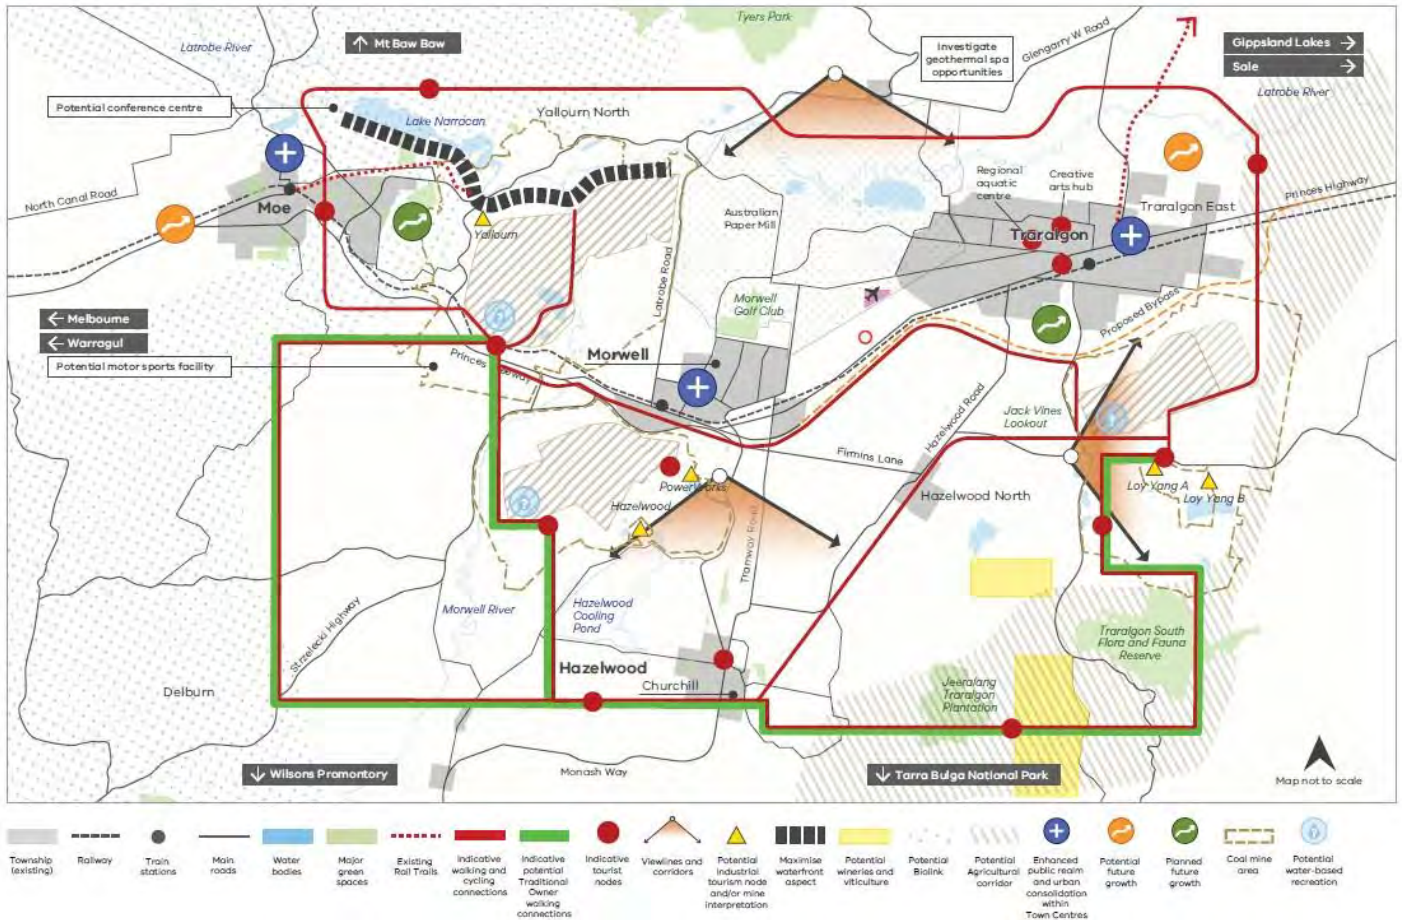 Tyers Park
Latrobe River
↑ Mt Baw Baw
Investigate
geothermal spa
opportunities
Glengarry W Road
Gippsland Lakes →
Sale →
Latrobe River
Potential conference centre
Lake Narracan
Yallourn North
North Canal Road
Moe
Yallourn
Australian
Paper Mill
Regional
aquatic
centre
Creative
arts hub
Traralgon
Traralgon East
Princes Highway
Latrobe Road
Morwell
Golf Club
Proposed Bypass
← Melbourne
← Warragul
Potential motor sports facility
Princes Freeway
Morwell
Hazelwood Road
Jack Vines
Lookout
Firmins Lane
PowerWorks
Hazelwood
Hazelwood North
Loy Yang A
Loy Yang B
Tramway Road
Strzelecki Highway
Morwell River
Hazelwood
Cooling
Pond
Traralgon South
Flora and Fauna
Reserve
Hazelwood
Churchill
Jeeralang
Traralgon
Plantation
Delburn
↓ Wilsons Promontory
Monash Way
↓ Tarra Bulga National Park
Map not to scale
Township
(existing)
Railway
Train
stations
Main
roads
Water
bodies
Major
green
spaces
Existing
Rail Trails
Indicative
walking and
cycling
connections
Indicative
potential
Traditional
Owner
walking
connections
Indicative
tourist
nodes
Viewlines and
corridors
Potential
industrial
tourism node
and/or mine
interpretation
Maximise
waterfront
aspect
Potential
wineries and
viticulture
Potential
Biolink
Potential
Agricultural
corridor
Enhanced
public realm
and urban
consolidation
within
Town Centres
Potential
future
growth
Planned
future
growth
Coal mine
area
Potential
water-based
recreation